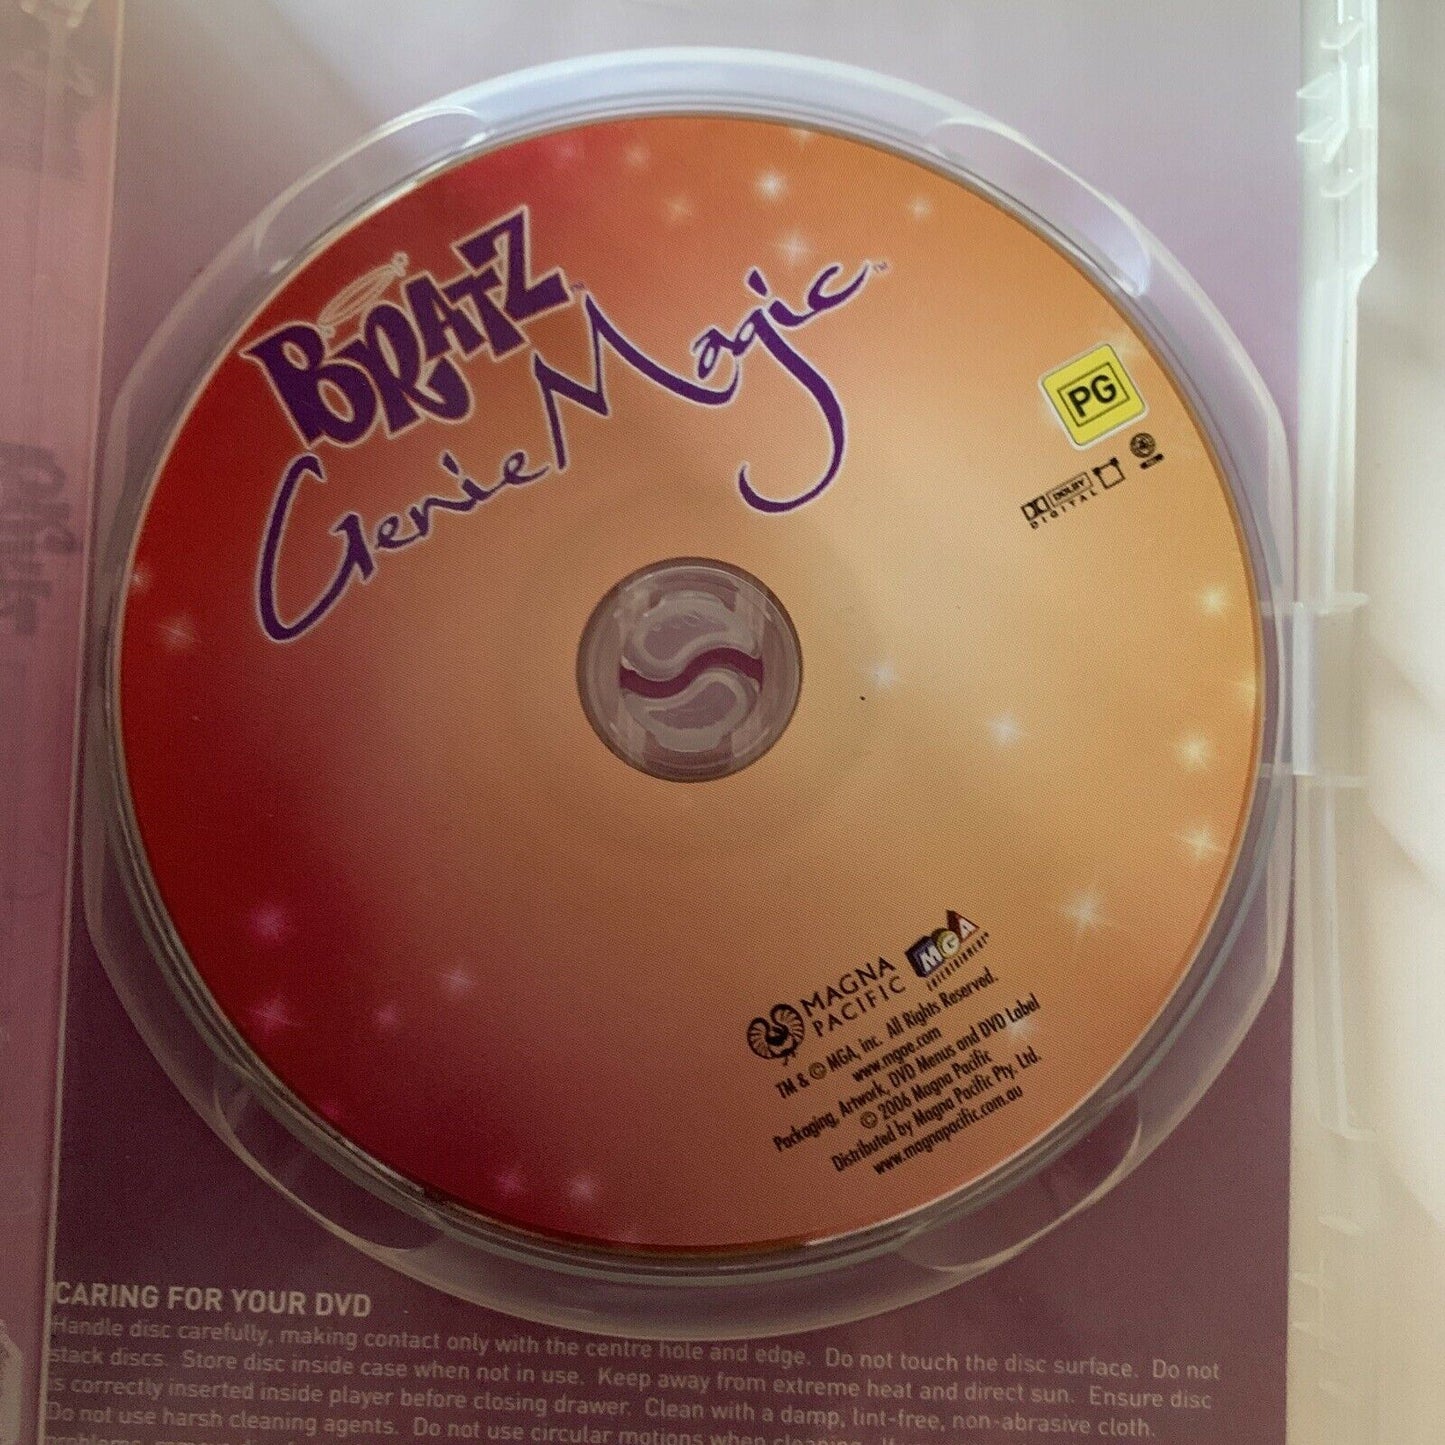 BRATZ™
Genie Magic™
PG
DOLBY
DIGITAL
MAGNA
PACIFIC
MGA
ENTERTAINMENT®
TM & © MGA, inc. All Rights Reserved.
www.mgae.com
Packaging, Artwork, DVD Menus and DVD Label
© 2006 Magna Pacific
Distributed by Magna Pacific Pty. Ltd.
www.magnapacific.com.au
CARING FOR YOUR DVD
Handle disc carefully, making contact only with the centre hole and edge. Do not touch the disc surface. Do not
stack discs. Store disc inside case when not in use. Keep away from extreme heat and direct sun. Ensure disc
is correctly inserted inside player before closing drawer. Clean with a damp, lint-free, non-abrasive cloth.
Do not use harsh cleaning agents. Do not use circular motions when cleaning. If
problems